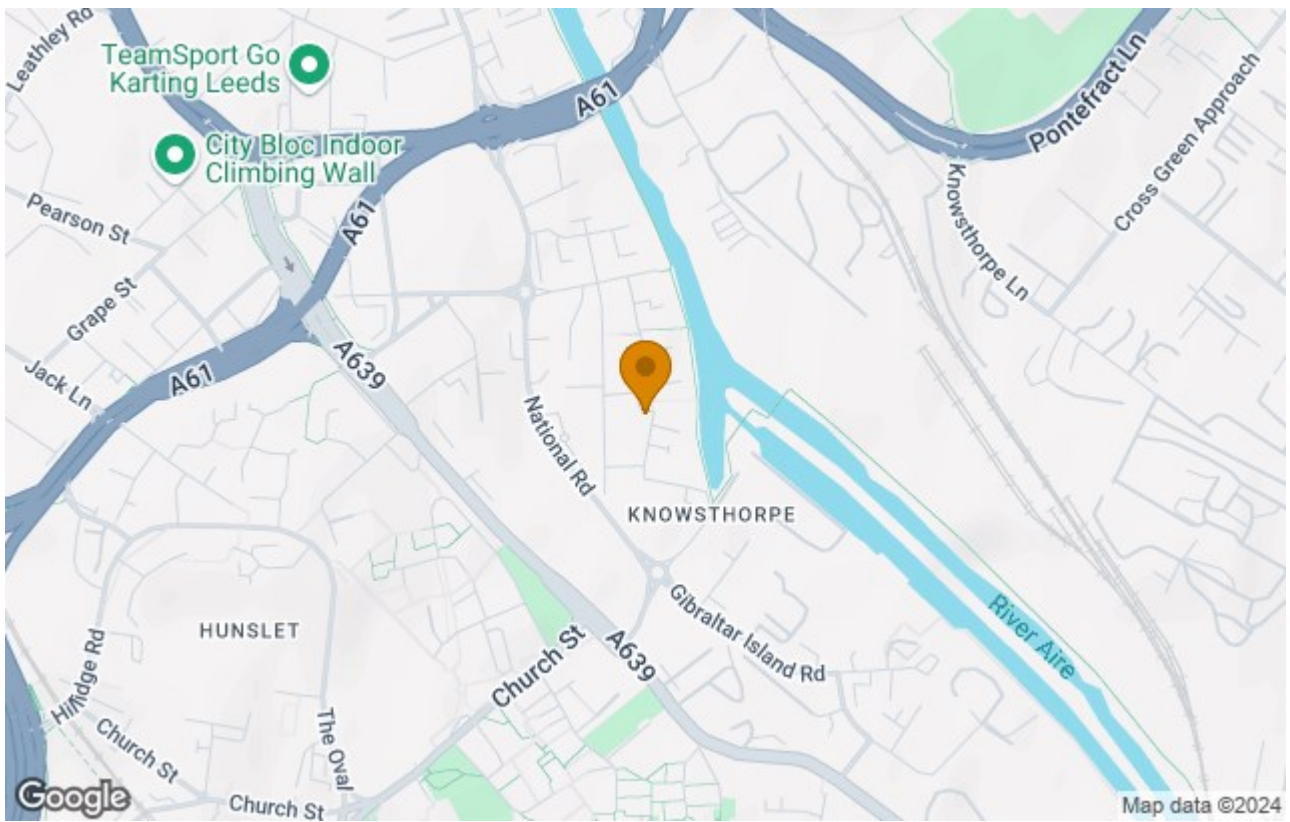 Leathley Rd
TeamSport Go
Karting Leeds
A61
Pontefract Ln
Cross Green Approach
City Bloc Indoor
Climbing Wall
Knowsthorpe Ln
Pearson St
A61
Grape St
Jack Ln
A61
A639
National Rd
KNOWSTHORPE
Gibraltar Island Rd
River Aire
HUNSLET
A639
Church St
Hillidge Rd
The Oval
Church St
Church St
Google
Map data ©2024